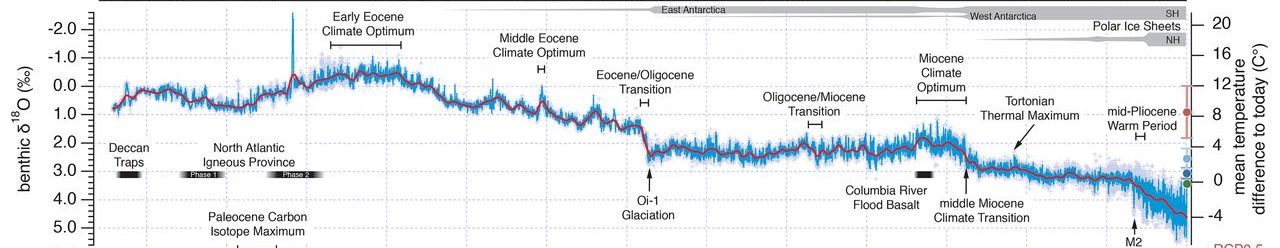 Early Eocene
Climate Optimum
East Antarctica
SH
West Antarctica
Polar Ice Sheets
NH
Middle Eocene
Climate Optimum
Eocene/Oligocene
Transition
Miocene
Climate
Optimum
Oligocene/Miocene
Transition
Tortonian
Thermal Maximum
mid-Pliocene
Warm Period
benthic δ18O (‰)
-2.0
-1.0
0.0
1.0
2.0
3.0
4.0
5.0
Deccan
Traps
North Atlantic
Igneous Province
Phase 1
Phase 2
Paleocene Carbon
Isotope Maximum
Oi-1
Glaciation
Columbia River
Flood Basalt
middle Miocene
Climate Transition
M2
20
16
12
8
4
0
-4
mean temperature
difference to today (C°)